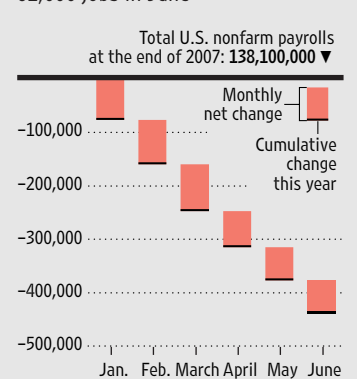 Total U.S. nonfarm payrolls
at the end of 2007: 138,100,000 ▼
Monthly
net change
Cumulative
change
this year
–100,000
–200,000
–300,000
–400,000
–500,000
Jan. Feb. March April May June